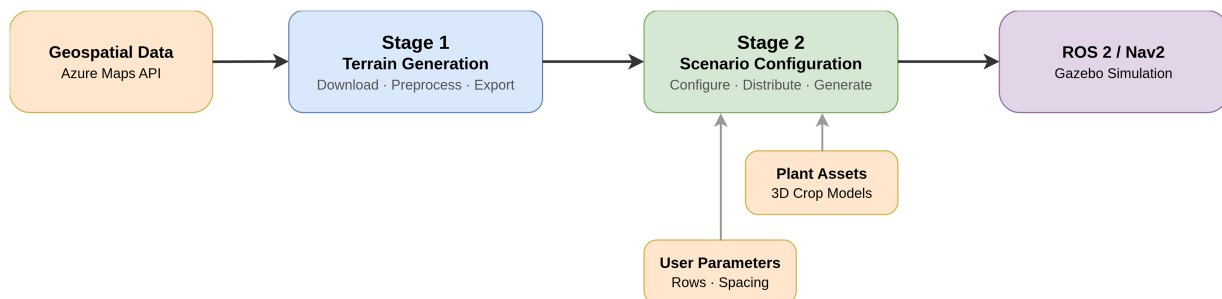 Geospatial Data
Azure Maps API
Stage 1
Terrain Generation
Download · Preprocess · Export
Stage 2
Scenario Configuration
Configure · Distribute · Generate
ROS 2 / Nav2
Gazebo Simulation
Plant Assets
3D Crop Models
User Parameters
Rows · Spacing